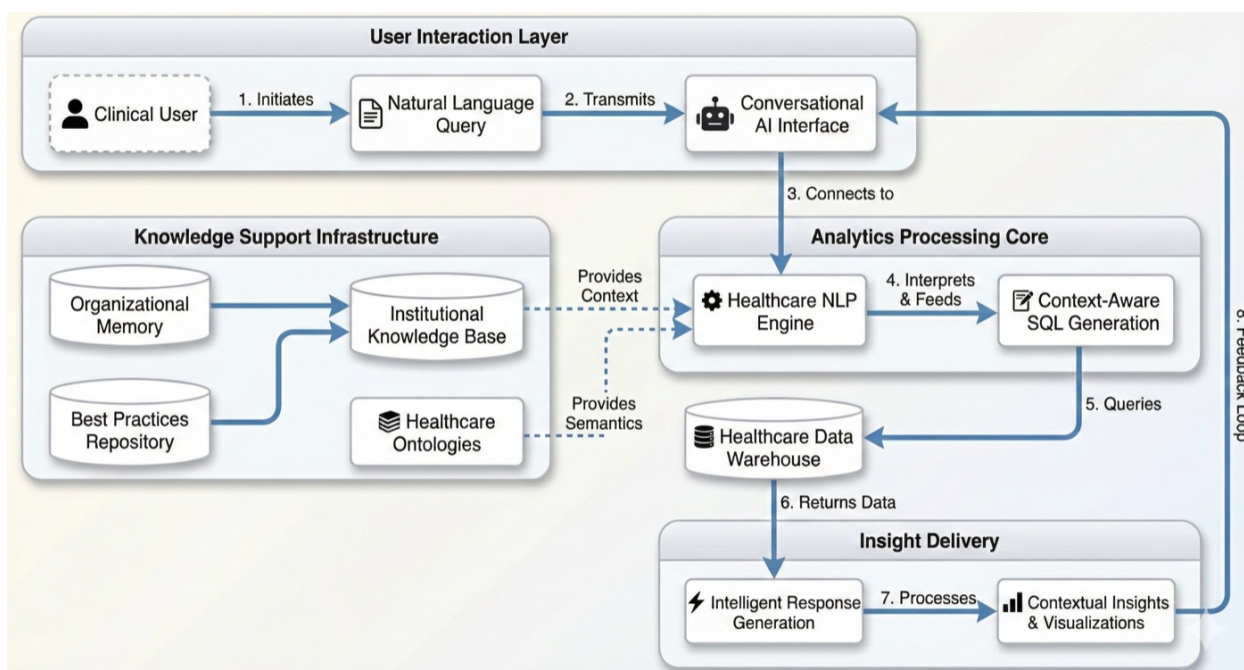 User Interaction Layer
Clinical User
1. Initiates
Natural Language
Query
2. Transmits
Conversational
AI Interface
3. Connects to
Knowledge Support Infrastructure
Organizational
Memory
Institutional
Knowledge Base
Best Practices
Repository
Healthcare
Ontologies
Provides
Context
Provides
Semantics
Analytics Processing Core
Healthcare NLP
Engine
4. Interprets
& Feeds
Context-Aware
SQL Generation
5. Queries
Healthcare Data
Warehouse
6. Returns Data
Insight Delivery
Intelligent Response
Generation
7. Processes
Contextual Insights
& Visualizations
8. Feedback Loop